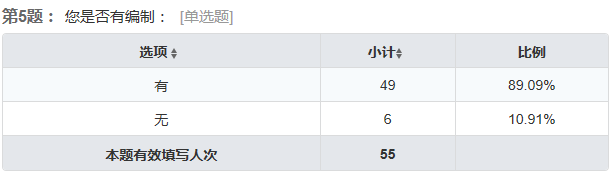 第5题： 您是否有编制： [单选题]
选项 小计 比例
有 49 89.09%
无 6 10.91%
本题有效填写人次 55